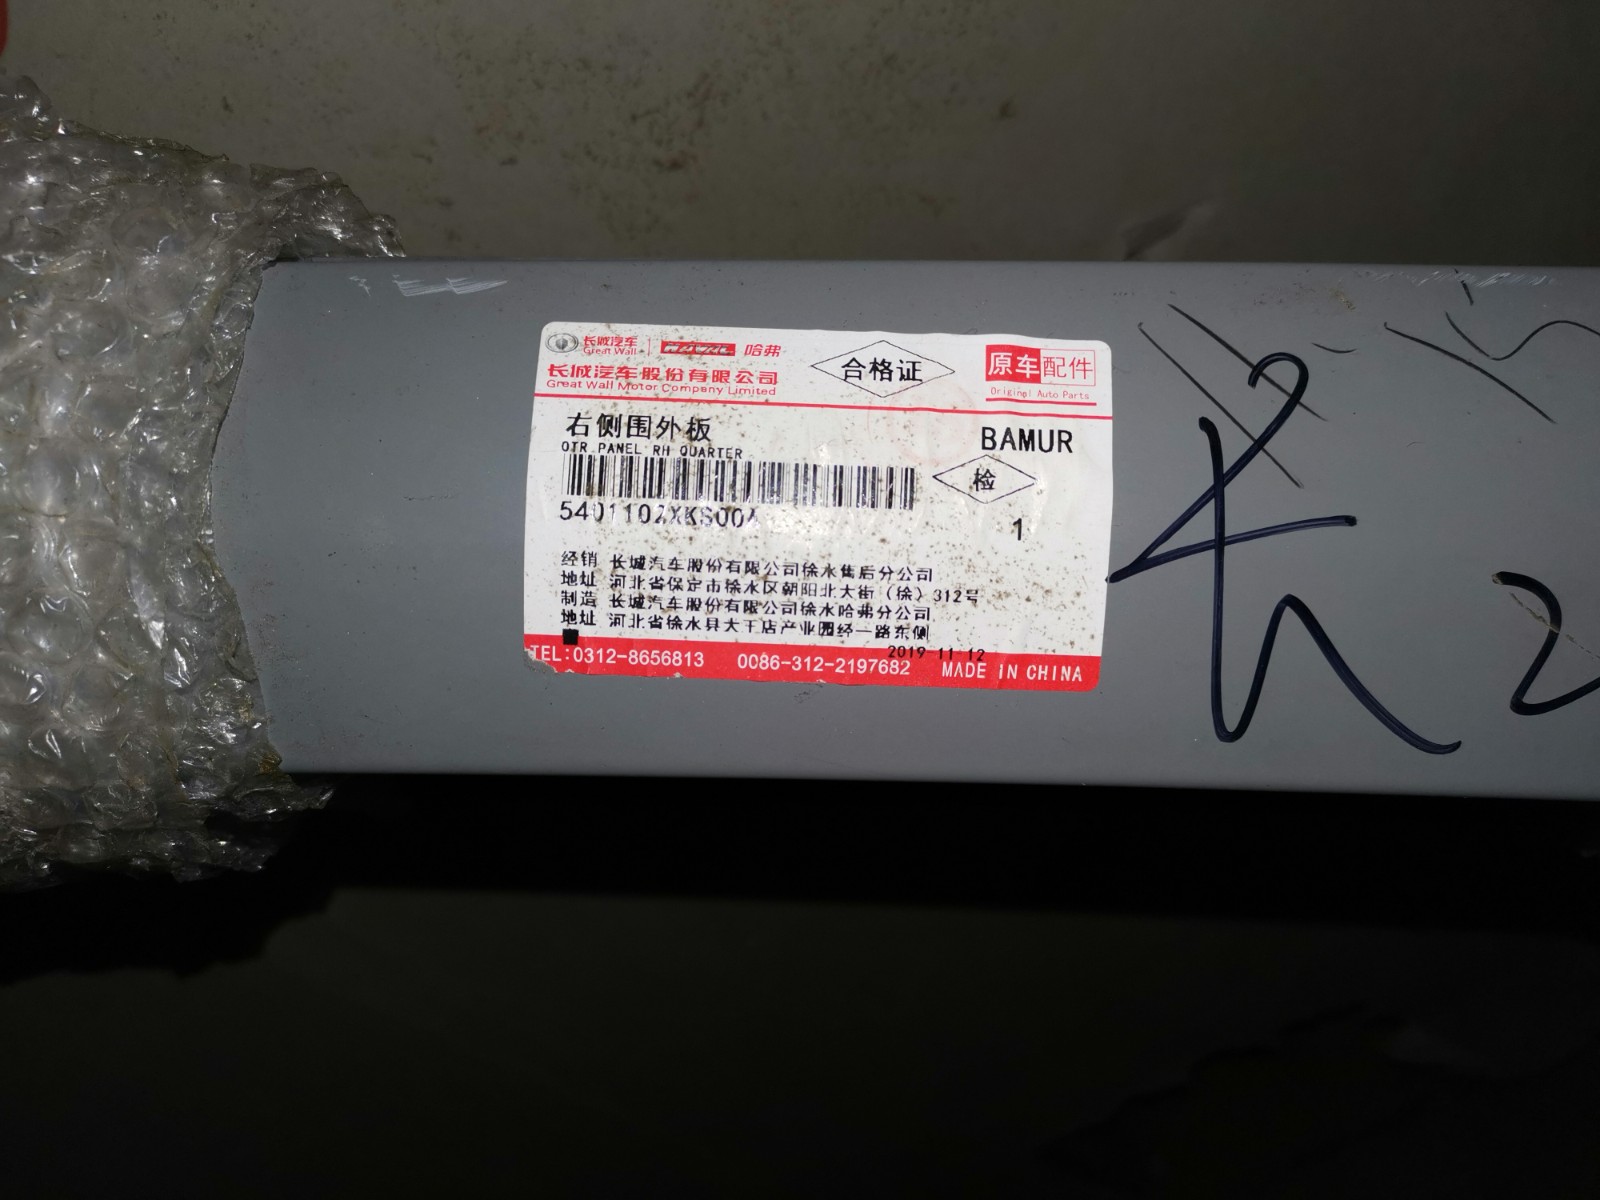 长城汽车 哈弗
Great Wall
长城汽车股份有限公司
Great Wall Motor Company Limited
合格证
原车配件
Original Auto Parts
右侧围外板
OTR PANEL RH QUARTER
BAMUR
检
5401102XKS00A
1
经销 长城汽车股份有限公司徐水售后分公司
地址 河北省保定市徐水区朝阳北大街(徐)312号
制造 长城汽车股份有限公司徐水哈弗分公司
地址 河北省徐水县大王店产业园经一路东侧
2019-11-12
TEL:0312-8656813 0086-312-2197682 MADE IN CHINA
长 2